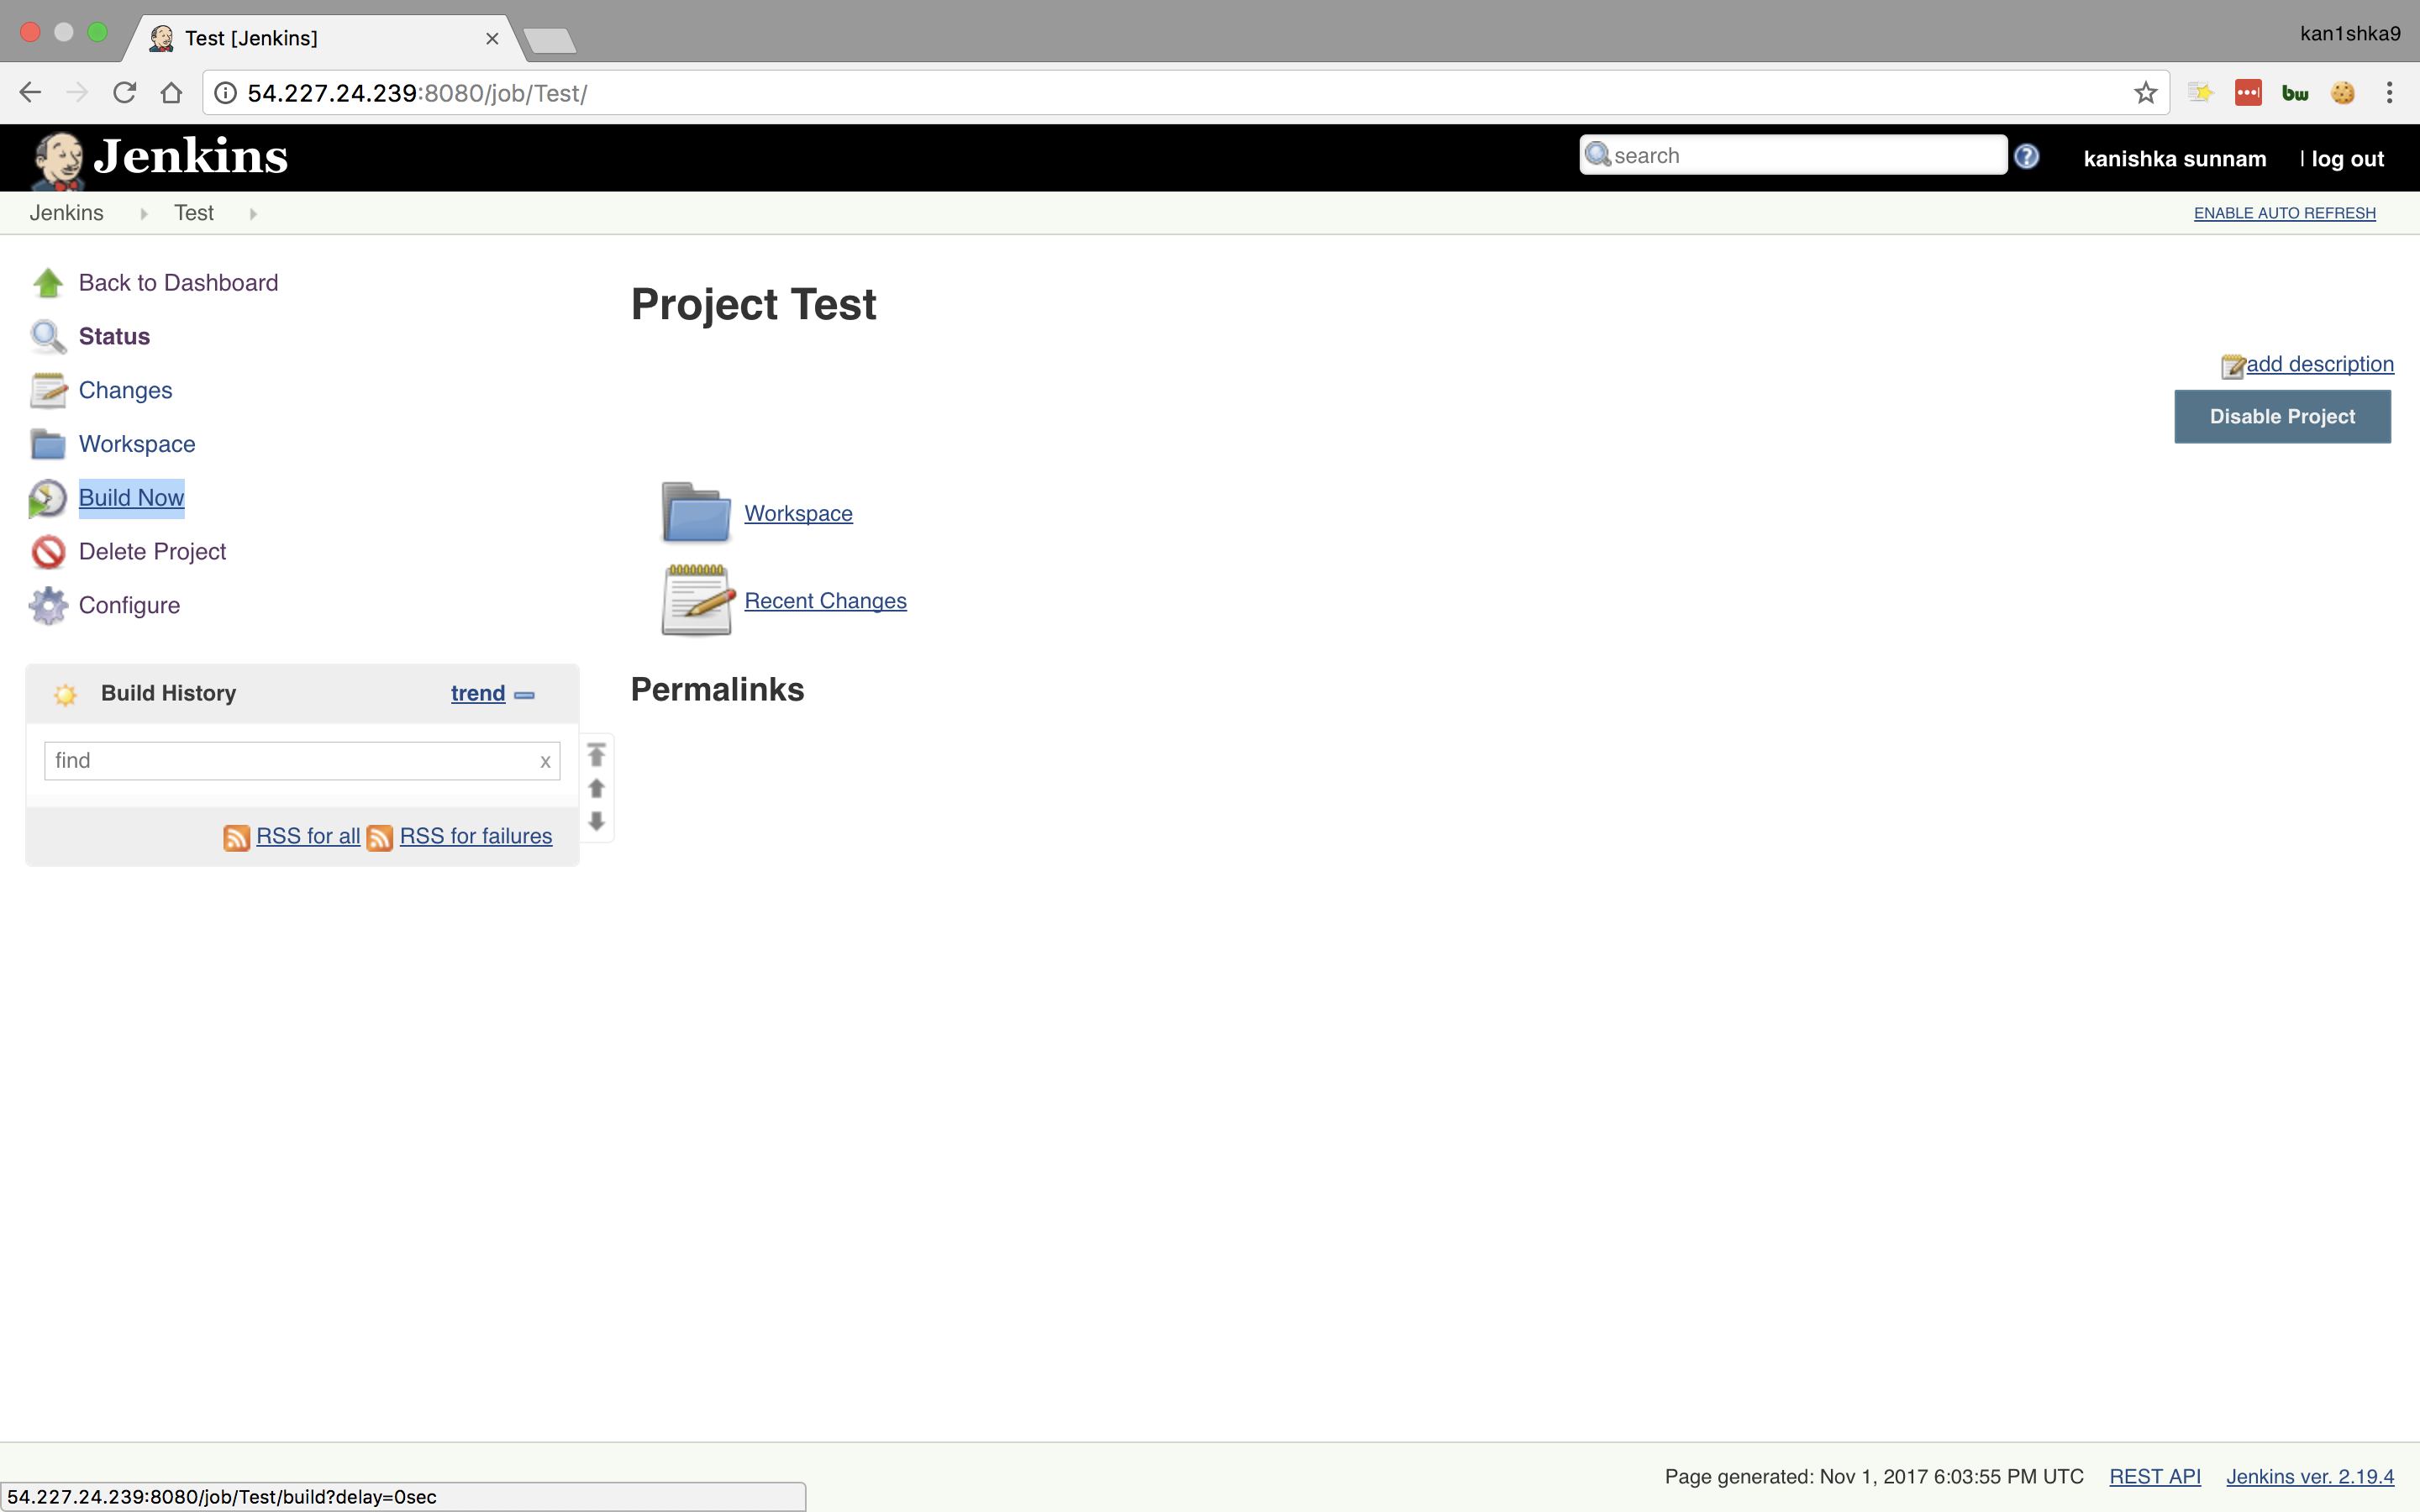 Test [Jenkins]
kan1shka9
54.227.24.239:8080/job/Test/
bw
Jenkins
search
kanishka sunnam | log out
Jenkins Test
ENABLE AUTO REFRESH
Back to Dashboard
Status
Changes
Workspace
Build Now
Delete Project
Configure
Build History trend
find x
RSS for all RSS for failures
Project Test
add description
Disable Project
Workspace
Recent Changes
Permalinks
Page generated: Nov 1, 2017 6:03:55 PM UTC REST API Jenkins ver. 2.19.4
54.227.24.239:8080/job/Test/build?delay=0sec